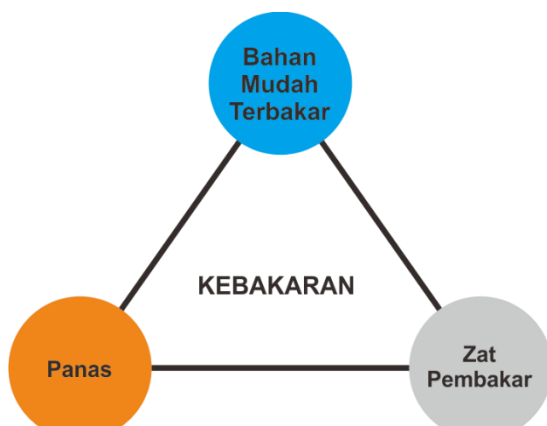 Bahan
Mudah
Terbakar
KEBAKARAN
Panas
Zat
Pembakar